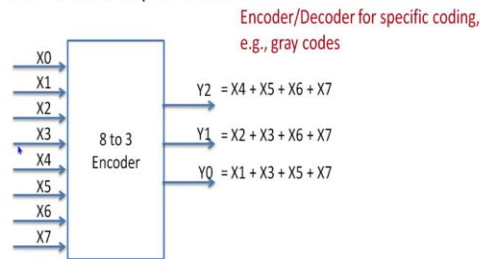 Encoder/Decoder for specific coding,
e.g., gray codes
X0
X1
X2
X3
X4
X5
X6
X7
8 to 3
Encoder
Y2 = X4 + X5 + X6 + X7
Y1 = X2 + X3 + X6 + X7
Y0 = X1 + X3 + X5 + X7